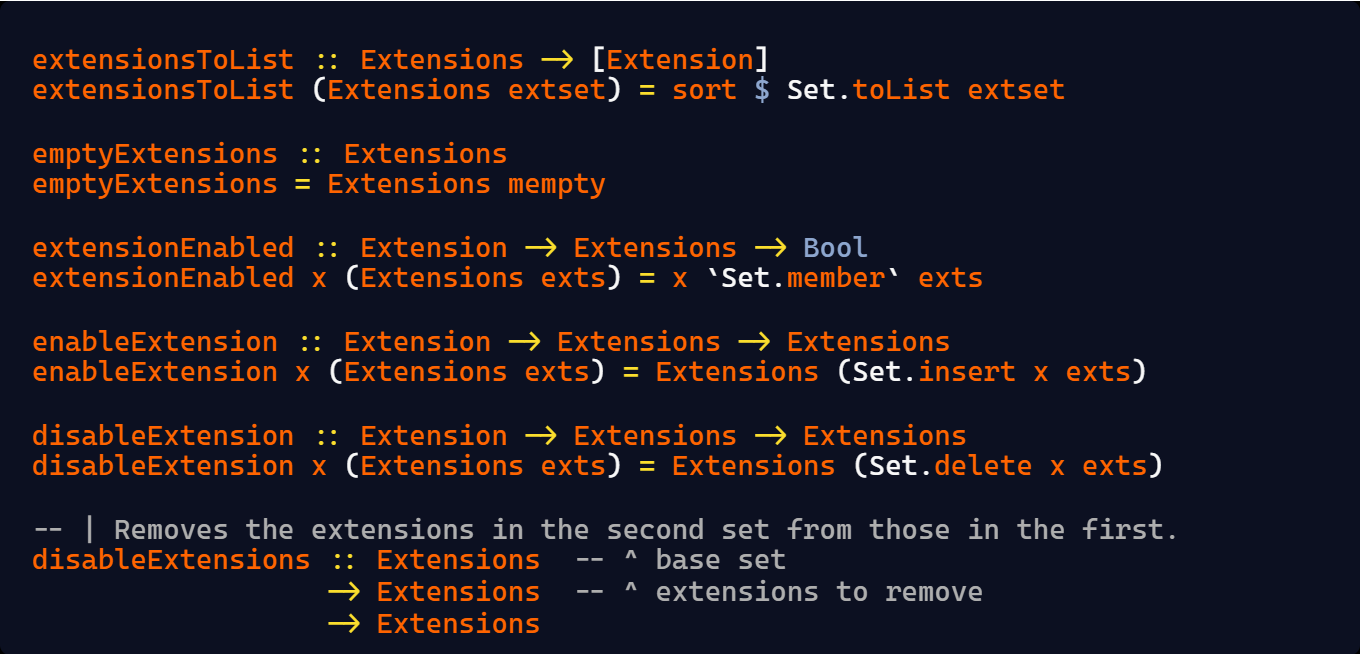 extensionsToList :: Extensions -> [Extension]
extensionsToList (Extensions extset) = sort $ Set.toList extset

emptyExtensions :: Extensions
emptyExtensions = Extensions mempty

extensionEnabled :: Extension -> Extensions -> Bool
extensionEnabled x (Extensions exts) = x `Set.member` exts

enableExtension :: Extension -> Extensions -> Extensions
enableExtension x (Extensions exts) = Extensions (Set.insert x exts)

disableExtension :: Extension -> Extensions -> Extensions
disableExtension x (Extensions exts) = Extensions (Set.delete x exts)

-- | Removes the extensions in the second set from those in the first.
disableExtensions :: Extensions  -- ^ base set
                  -> Extensions  -- ^ extensions to remove
                  -> Extensions